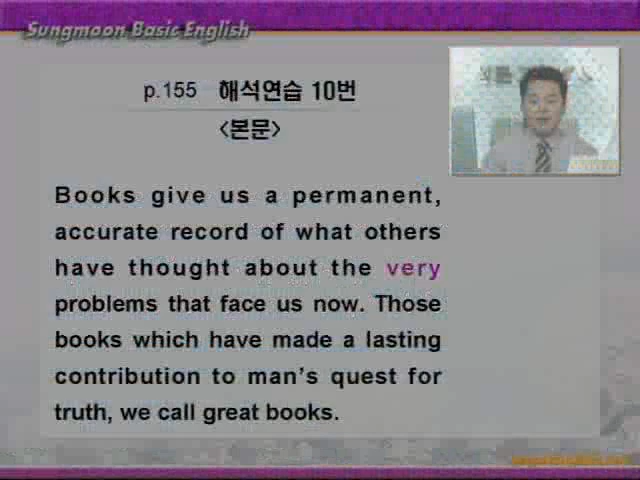 Sungmoon Basic English
p.155 해석연습 10번
<본문>
Books give us a permanent,
accurate record of what others
have thought about the very
problems that face us now. Those
books which have made a lasting
contribution to man's quest for
truth, we call great books.